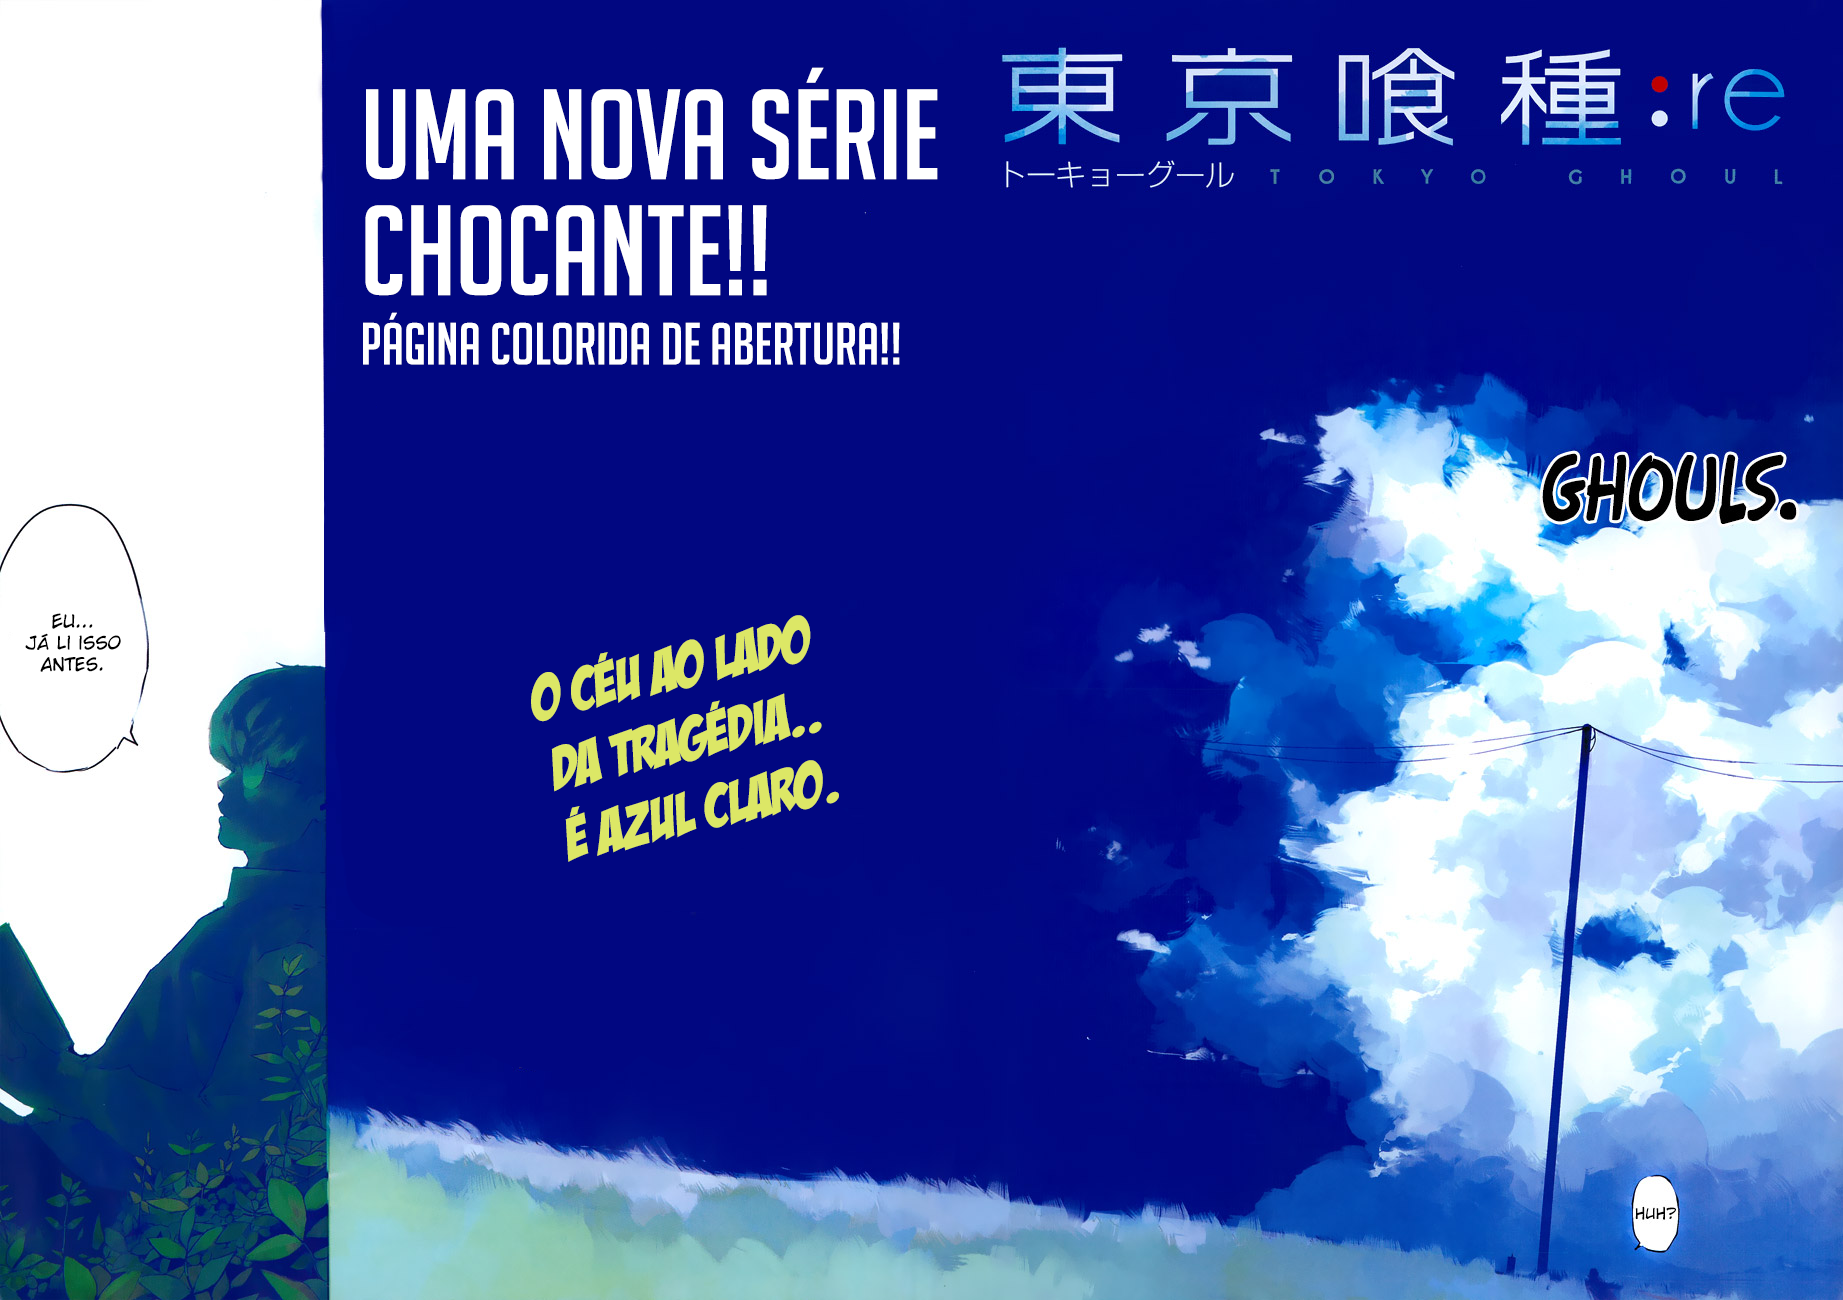 UMA NOVA SÉRIE
CHOCANTE!!
PÁGINA COLORIDA DE ABERTURA!!
東京喰種:re
トーキョーグール TOKYO GHOUL
GHOULS.
EU...
JÁ LI ISSO
ANTES.
O CÉU AO LADO
DA TRAGÉDIA..
É AZUL CLARO.
HUH?